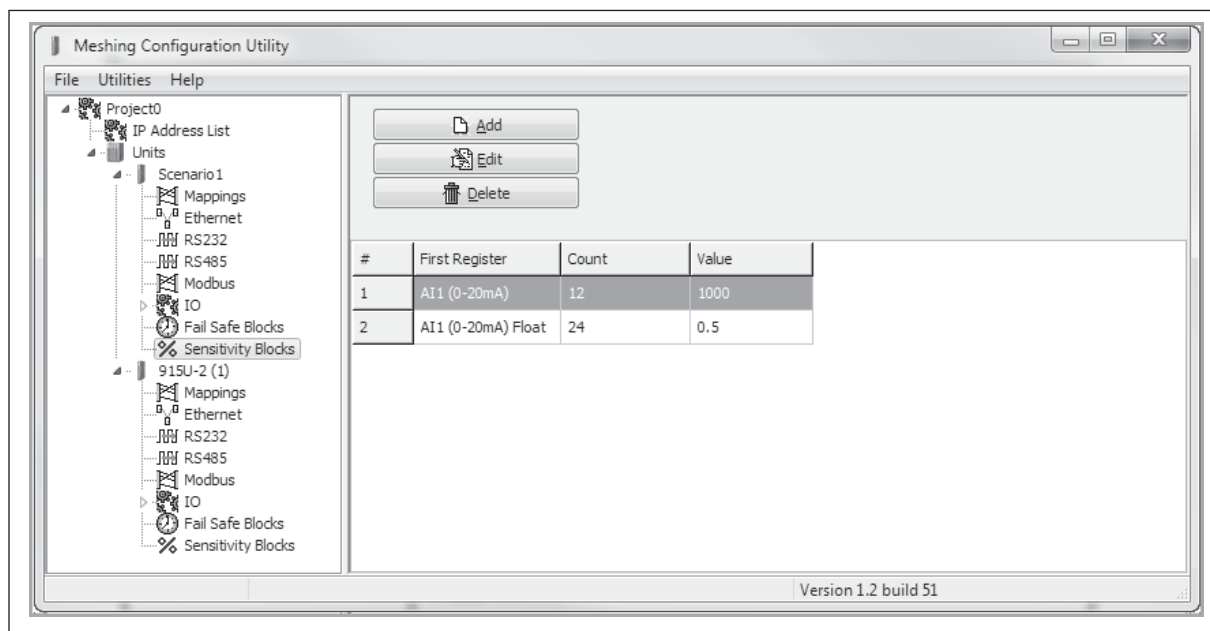 Meshing Configuration Utility
File Utilities Help
Project0
IP Address List
Units
Scenario1
Mappings
Ethernet
RS232
RS485
Modbus
IO
Fail Safe Blocks
Sensitivity Blocks
915U-2 (1)
Mappings
Ethernet
RS232
RS485
Modbus
IO
Fail Safe Blocks
Sensitivity Blocks
Add
Edit
Delete
# First Register Count Value
1 AI1 (0-20mA) 12 1000
2 AI1 (0-20mA) Float 24 0.5
Version 1.2 build 51